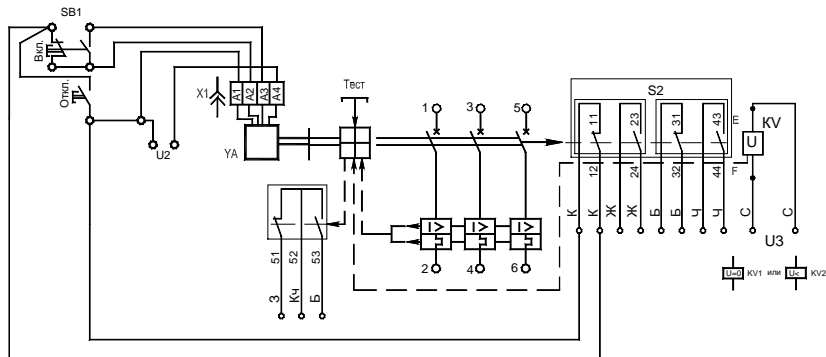 SB1
Вкл.
Откл.
U2
X1
A1 A2 A3 A4
YA
Тест
1 3 5
2 4 6
I> I> I>
51 52 53
З Кч Б
S2
11 23 31 43
12 24 32 44
E
F
KV
U
К К Ж Ж Б Б Ч Ч С С
U3
U=0 KV1 или U< KV2